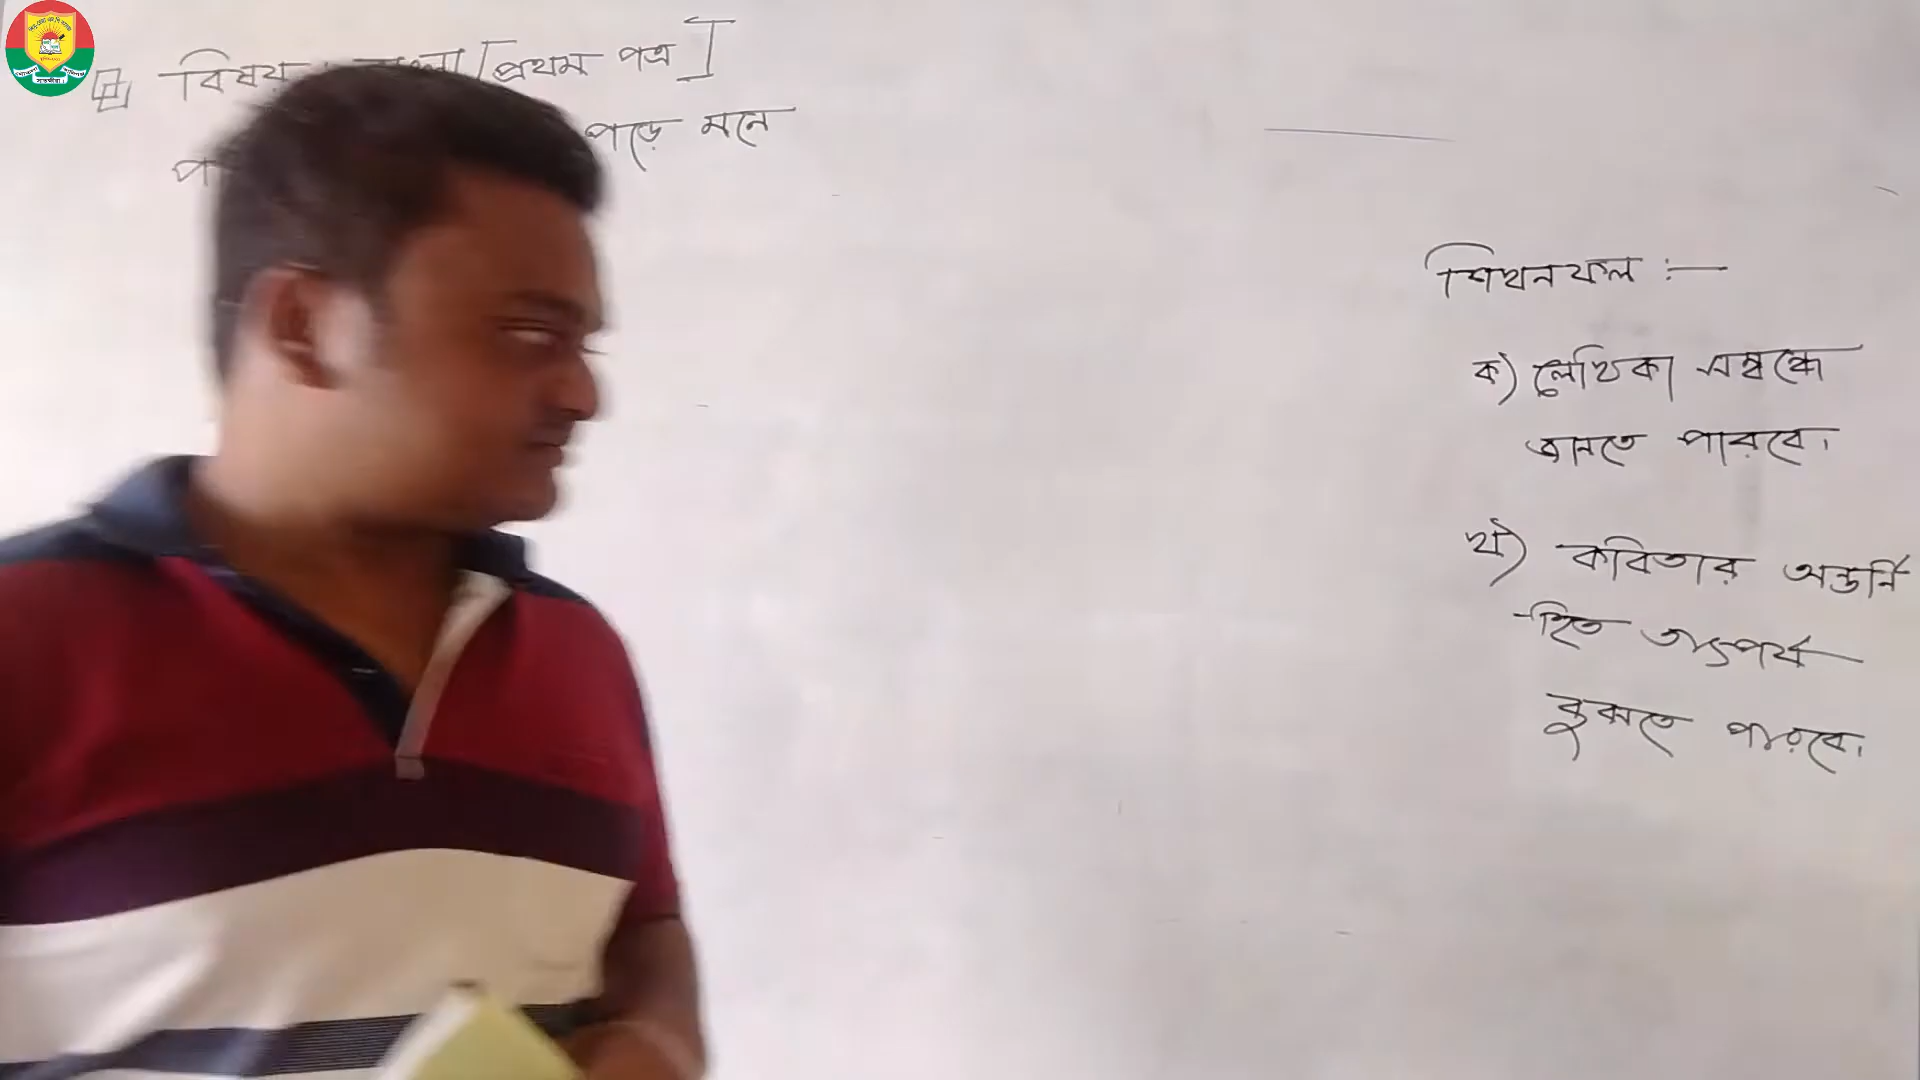 বিষয় : বাংলা [প্রথম পত্র]
পড়ে মনে
শিখনফল :—
ক) লেখিকা সম্বন্ধে
জানতে পারবে।
খ) কবিতার অন্তর্নি
-হিত তাৎপর্য
বুঝতে পারবে।